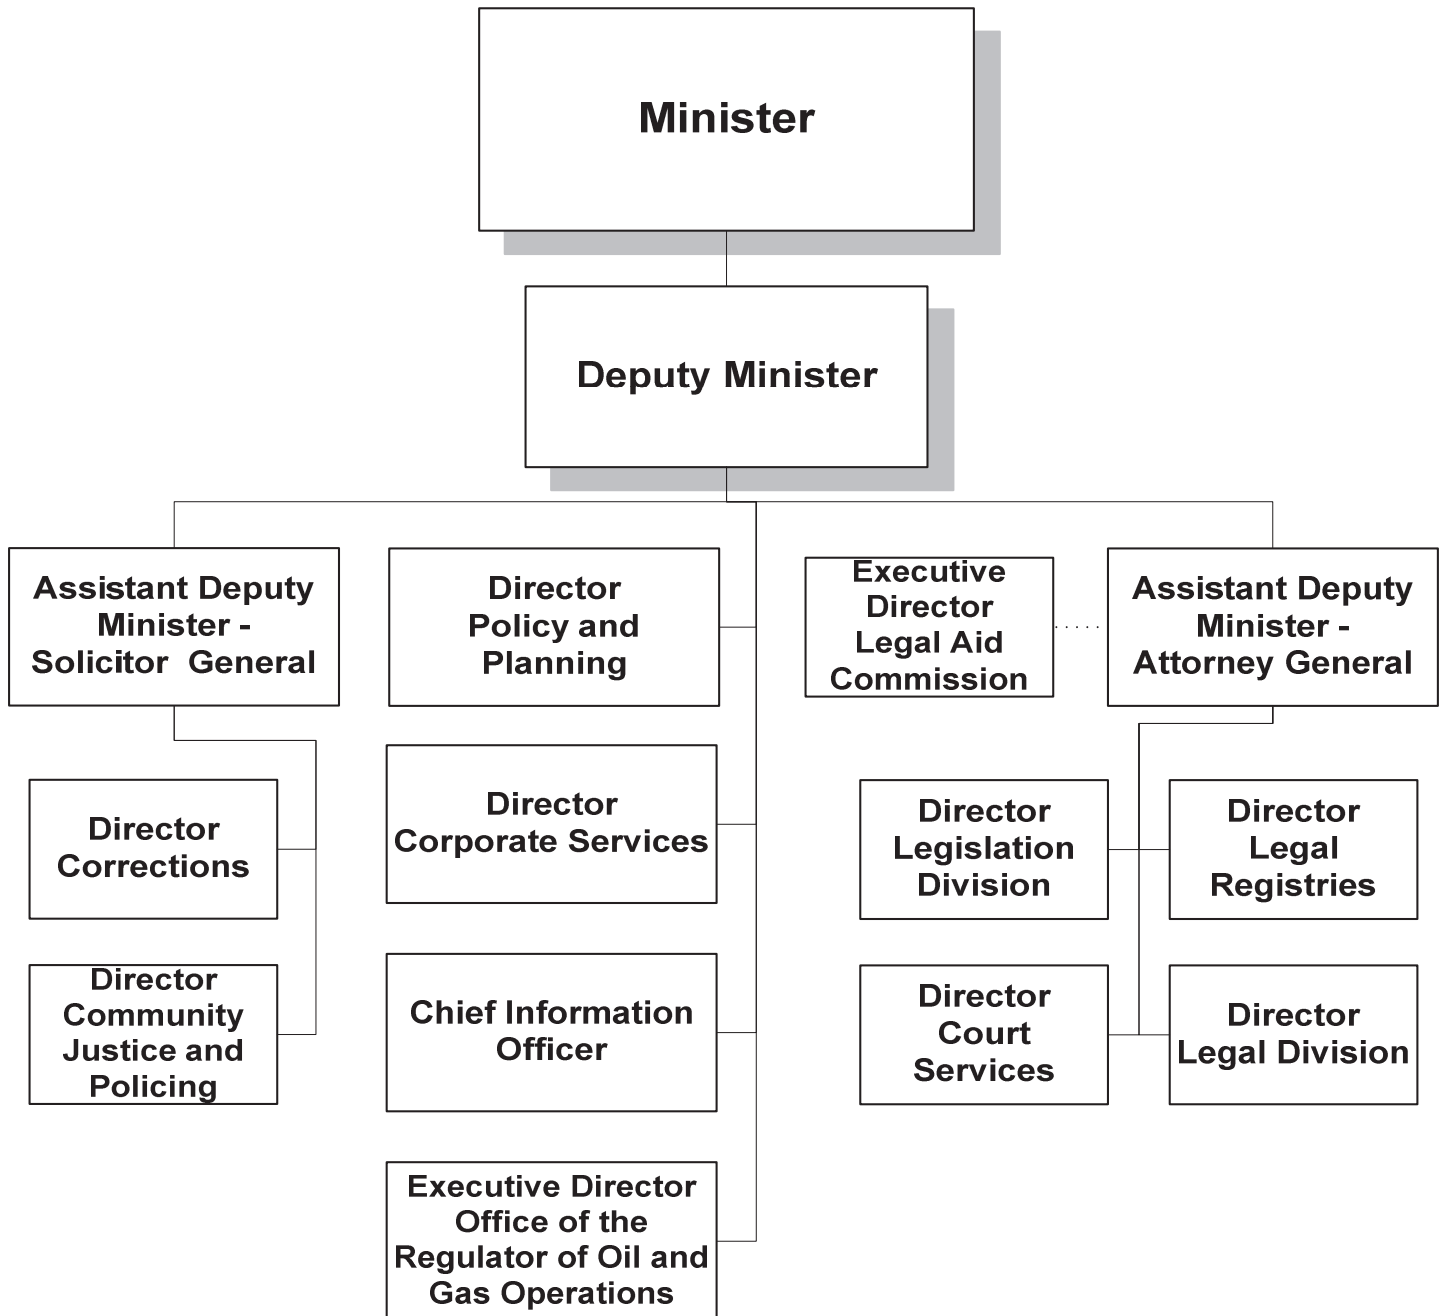 Minister
Deputy Minister
Assistant Deputy
Minister -
Solicitor General
Director
Policy and
Planning
Executive
Director
Legal Aid
Commission
Assistant Deputy
Minister -
Attorney General
Director
Corrections
Director
Corporate Services
Director
Legislation
Division
Director
Legal
Registries
Director
Community
Justice and
Policing
Chief Information
Officer
Director
Court
Services
Director
Legal Division
Executive Director
Office of the
Regulator of Oil and
Gas Operations